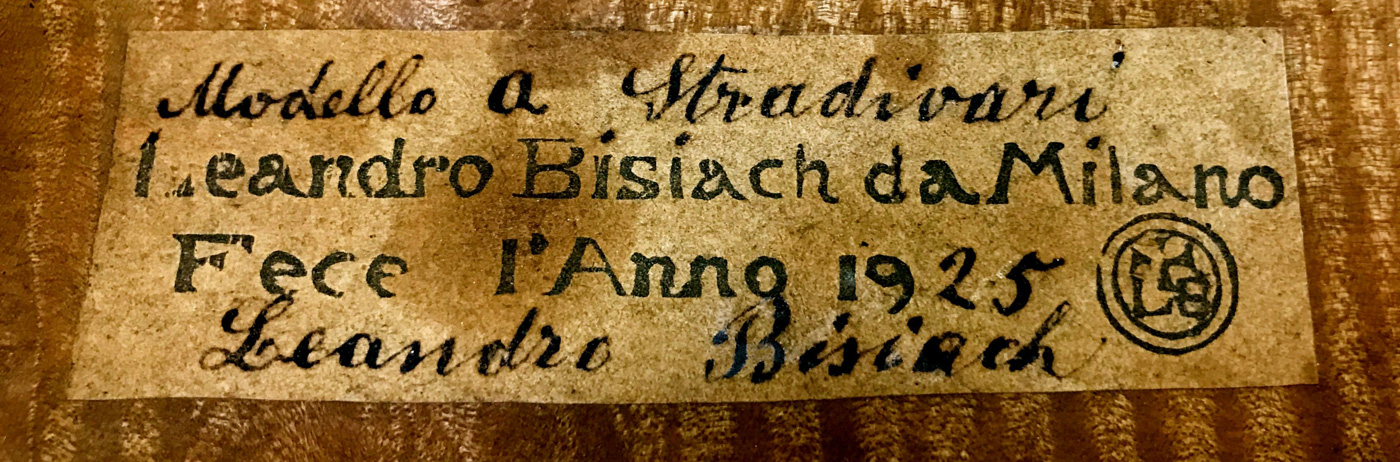 Modello a Stradivari
Leandro Bisiach da Milano
Fece l'Anno 1925
Leandro Bisiach